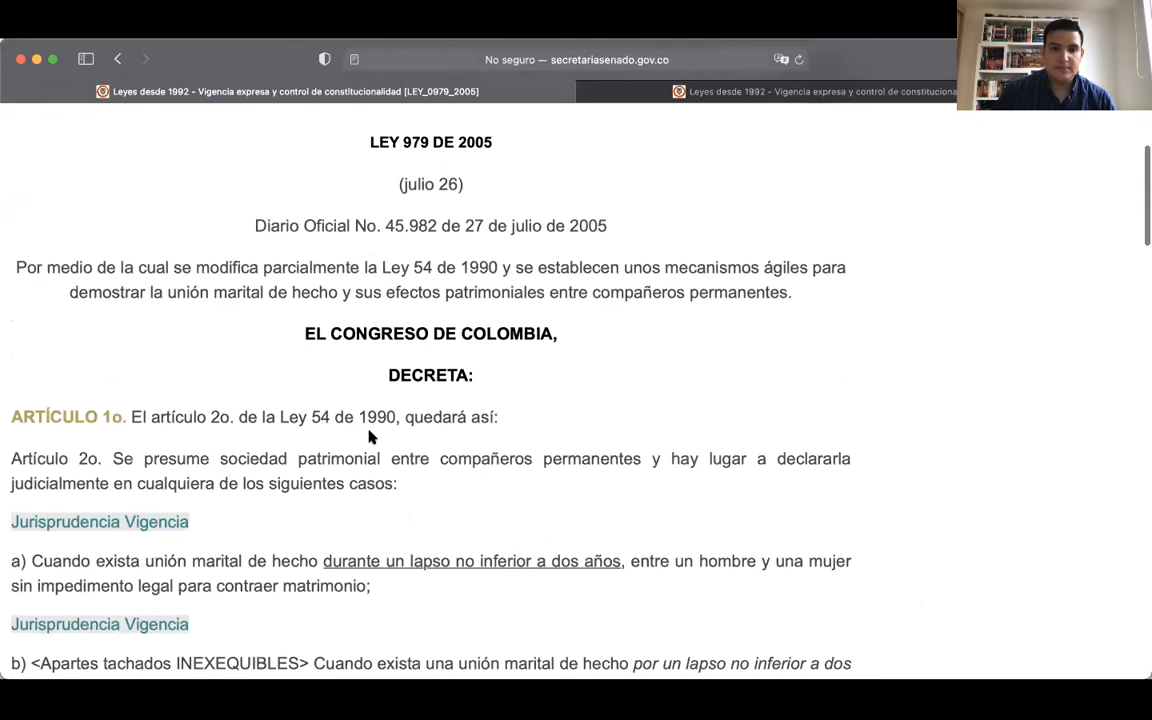 No seguro — secretariasenado.gov.co
Leyes desde 1992 - Vigencia expresa y control de constitucionalidad [LEY_0979_2005]
Leyes desde 1992 - Vigencia expresa y control de constituciona
LEY 979 DE 2005
(julio 26)
Diario Oficial No. 45.982 de 27 de julio de 2005
Por medio de la cual se modifica parcialmente la Ley 54 de 1990 y se establecen unos mecanismos ágiles para
demostrar la unión marital de hecho y sus efectos patrimoniales entre compañeros permanentes.
EL CONGRESO DE COLOMBIA,
DECRETA:
ARTÍCULO 1o. El artículo 2o. de la Ley 54 de 1990, quedará así:
Artículo 2o. Se presume sociedad patrimonial entre compañeros permanentes y hay lugar a declararla
judicialmente en cualquiera de los siguientes casos:
Jurisprudencia Vigencia
a) Cuando exista unión marital de hecho durante un lapso no inferior a dos años, entre un hombre y una mujer
sin impedimento legal para contraer matrimonio;
Jurisprudencia Vigencia
b) <Apartes tachados INEXEQUIBLES> Cuando exista una unión marital de hecho por un lapso no inferior a dos